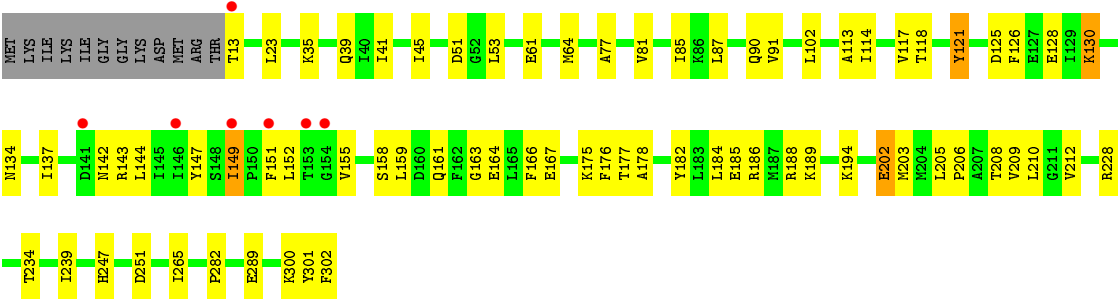 MET LYS ILE LYS ILE GLY GLY LYS ASP MET ARG THR T13 L23 K35 Q39 I40 I41 I45 D51 G52 L53 E61 M64 A77 V81 I85 K86 L87 Q90 V91 L102 A113 I114 V117 T118 Y121 D125 F126 E127 E128 I129 K130
N134 I137 D141 N142 R143 L144 I145 I146 Y147 S148 I149 P150 F151 L152 T153 G154 V155 S158 L159 D160 Q161 F162 G163 E164 L165 F166 E167 K175 F176 T177 A178 Y182 L183 L184 E185 R186 M187 R188 K189 K194 E202 M203 M204 L205 P206 A207 T208 V209 L210 G211 V212 R228
T234 I239 H247 D251 I265 P282 E289 K300 Y301 F302